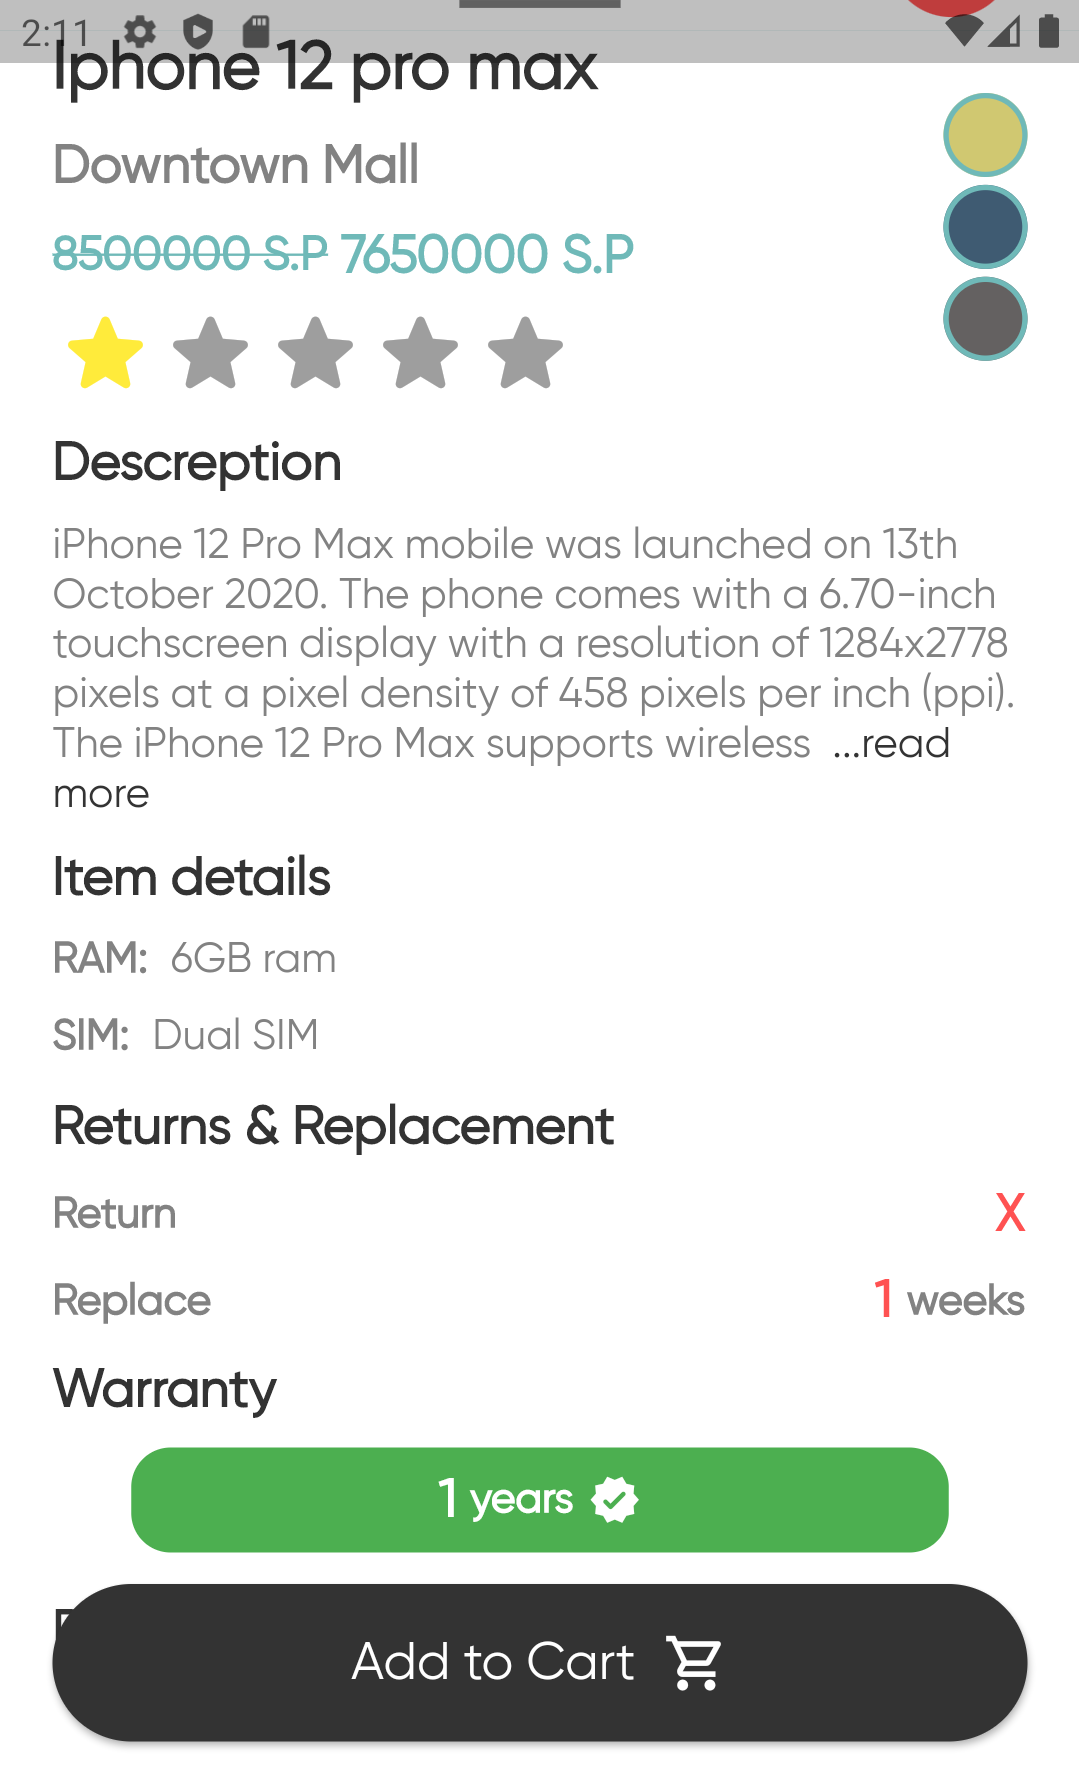 2:11
Iphone 12 pro max
Downtown Mall
8500000 S.P 7650000 S.P
Descreption
iPhone 12 Pro Max mobile was launched on 13th
October 2020. The phone comes with a 6.70-inch
touchscreen display with a resolution of 1284x2778
pixels at a pixel density of 458 pixels per inch (ppi).
The iPhone 12 Pro Max supports wireless ...read
more
Item details
RAM: 6GB ram
SIM: Dual SIM
Returns & Replacement
Return X
Replace 1 weeks
Warranty
1 years
Add to Cart